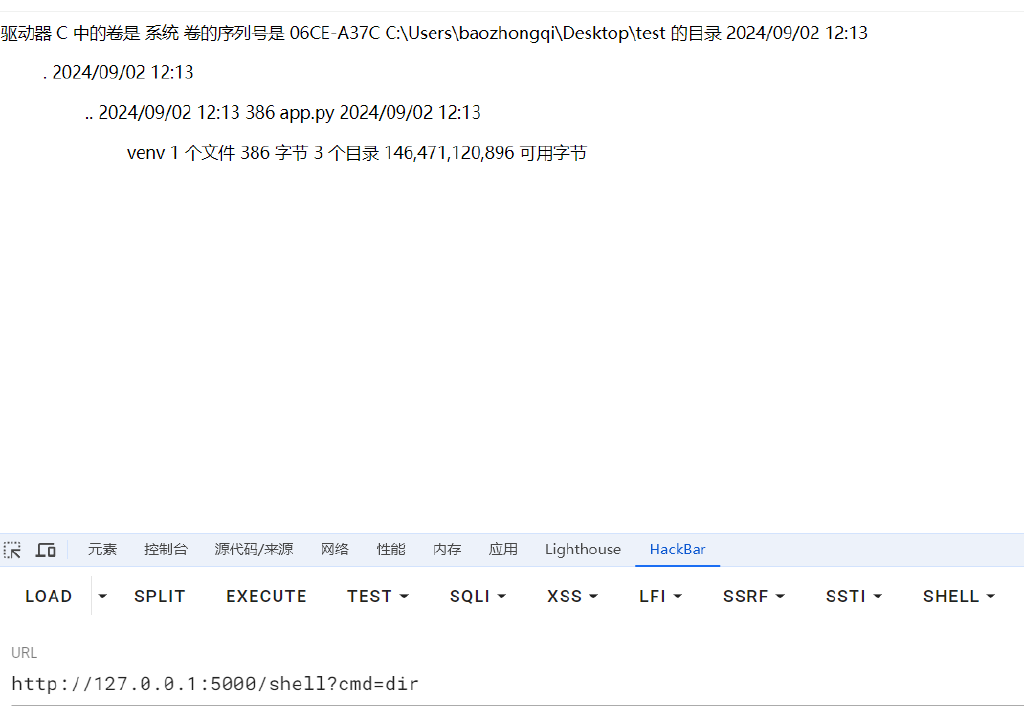 驱动器 C 中的卷是 系统 卷的序列号是 06CE-A37C C:\Users\baozhongqi\Desktop\test 的目录 2024/09/02 12:13
. 2024/09/02 12:13
.. 2024/09/02 12:13 386 app.py 2024/09/02 12:13
venv 1 个文件 386 字节 3 个目录 146,471,120,896 可用字节
元素 控制台 源代码/来源 网络 性能 内存 应用 Lighthouse HackBar
LOAD SPLIT EXECUTE TEST SQLI XSS LFI SSRF SSTI SHELL
URL
http://127.0.0.1:5000/shell?cmd=dir